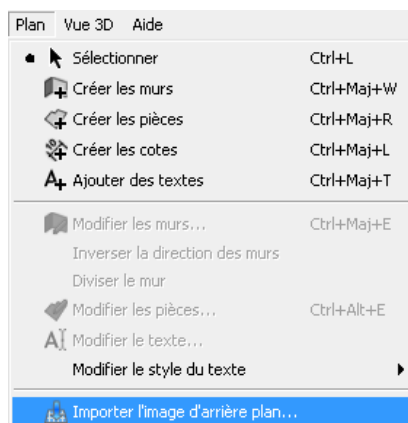 Plan Vue 3D Aide
Sélectionner Ctrl+L
Créer les murs Ctrl+Maj+W
Créer les pièces Ctrl+Maj+R
Créer les cotes Ctrl+Maj+L
Ajouter des textes Ctrl+Maj+T
Modifier les murs... Ctrl+Maj+E
Inverser la direction des murs
Diviser le mur
Modifier les pièces... Ctrl+Alt+E
Modifier le texte...
Modifier le style du texte
Importer l'image d'arrière plan...